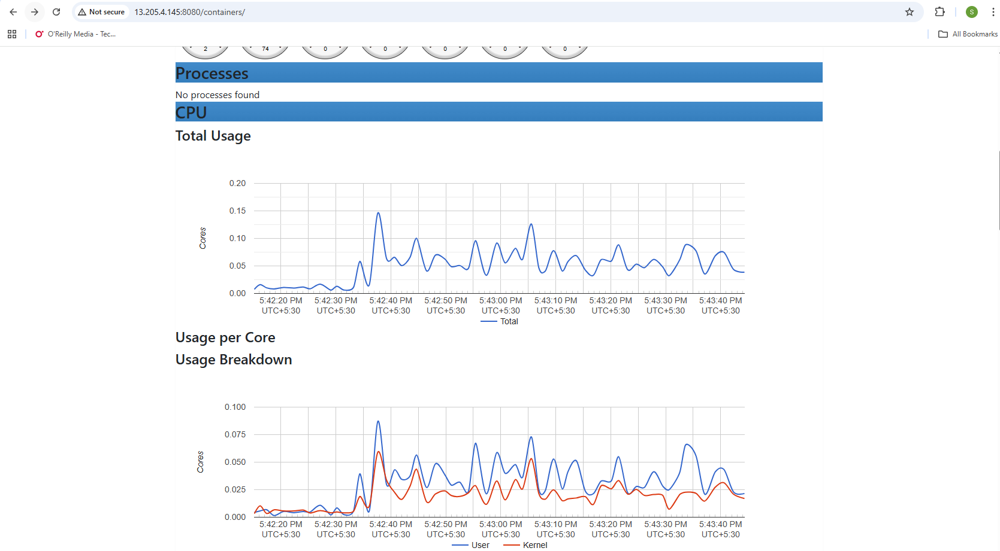 Not secure 13.205.4.145:8080/containers/ S
O'Reilly Media - Tec... All Bookmarks
2 74 0 0 0 0 0
Processes
No processes found
CPU
Total Usage
0.20
0.15
0.10
0.05
0.00
Cores
5:42:20 PM 5:42:30 PM 5:42:40 PM 5:42:50 PM 5:43:00 PM 5:43:10 PM 5:43:20 PM 5:43:30 PM 5:43:40 PM
UTC+5:30 UTC+5:30 UTC+5:30 UTC+5:30 UTC+5:30 UTC+5:30 UTC+5:30 UTC+5:30 UTC+5:30
Total
Usage per Core
Usage Breakdown
0.100
0.075
0.050
0.025
0.000
Cores
5:42:20 PM 5:42:30 PM 5:42:40 PM 5:42:50 PM 5:43:00 PM 5:43:10 PM 5:43:20 PM 5:43:30 PM 5:43:40 PM
UTC+5:30 UTC+5:30 UTC+5:30 UTC+5:30 UTC+5:30 UTC+5:30 UTC+5:30 UTC+5:30 UTC+5:30
User Kernel